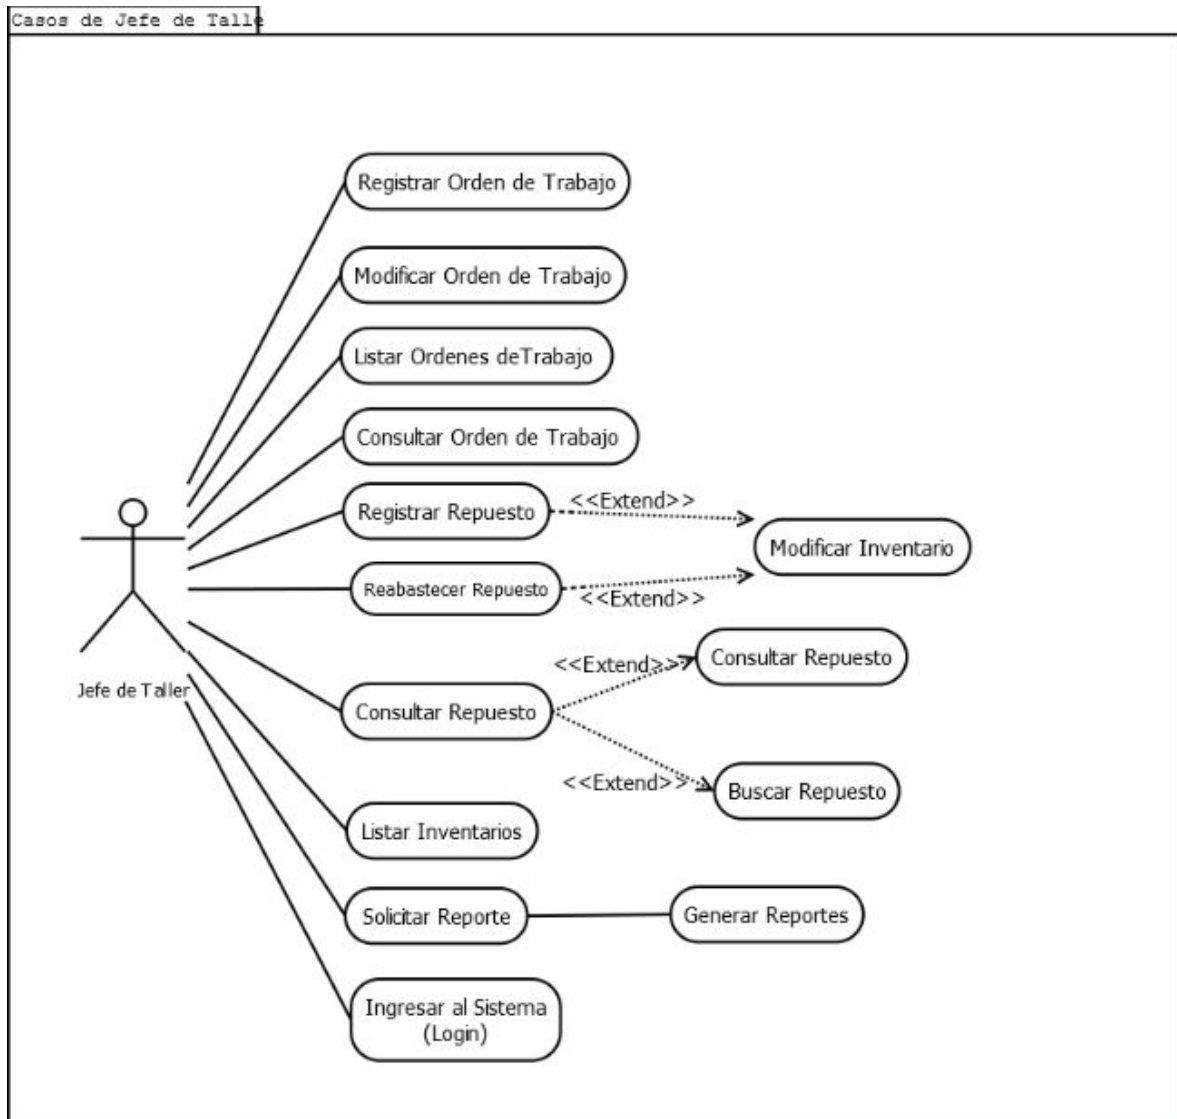 Casos de Jefe de Talle
Registrar Orden de Trabajo
Modificar Orden de Trabajo
Listar Ordenes deTrabajo
Consultar Orden de Trabajo
Registrar Repuesto
<<Extend>>
Modificar Inventario
Reabastecer Repuesto
<<Extend>>
Jefe de Taller
Consultar Repuesto
<<Extend>>
Consultar Repuesto
<<Extend>>
Buscar Repuesto
Listar Inventarios
Solicitar Reporte
Generar Reportes
Ingresar al Sistema
(Login)